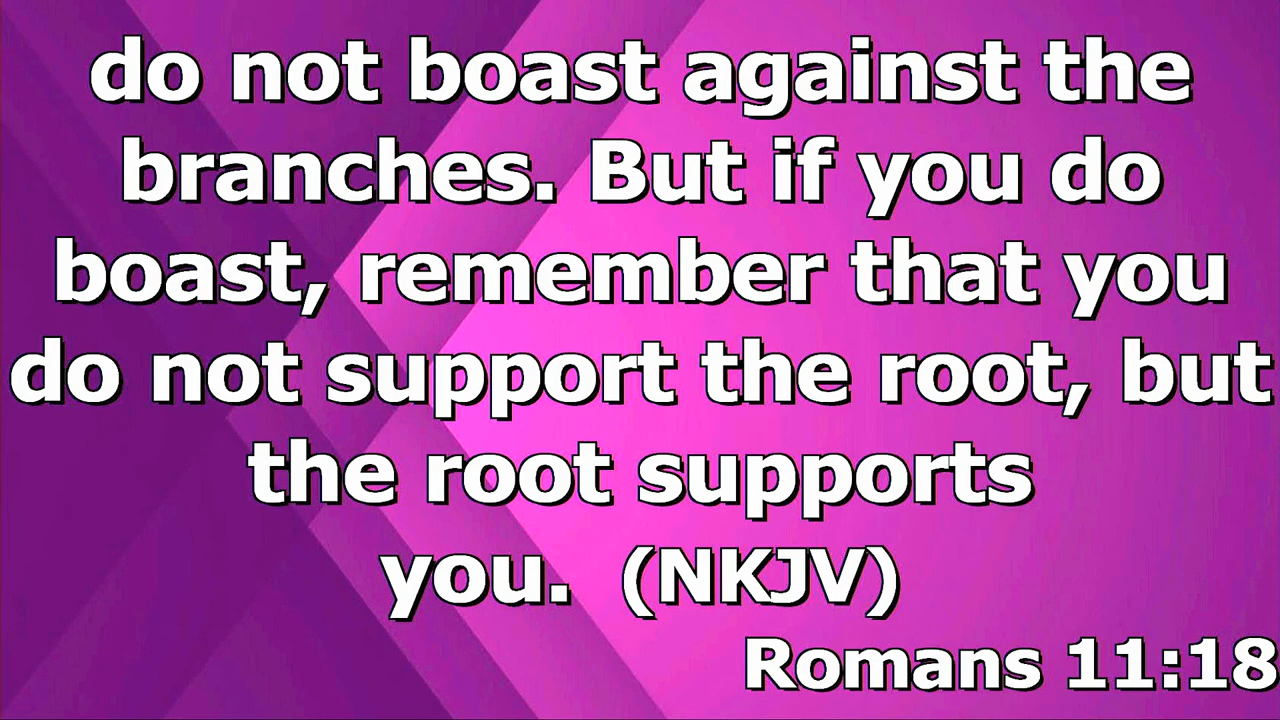 do not boast against the
branches. But if you do
boast, remember that you
do not support the root, but
the root supports
you.  (NKJV)
Romans 11:18